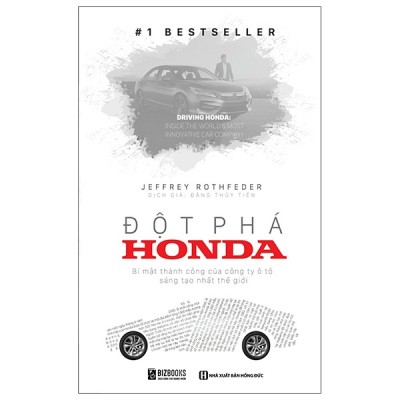 #1 BESTSELLER
DRIVING HONDA:
INSIDE THE WORLD'S MOST
INNOVATIVE CAR COMPANY
JEFFREY ROTHFEDER
DỊCH GIẢ: ĐẶNG THÙY TIÊN
ĐỘT PHÁ
HONDA
Bí mật thành công của công ty ô tô
sáng tạo nhất thế giới
BIZBOOKS
NHÀ XUẤT BẢN HỒNG ĐỨC